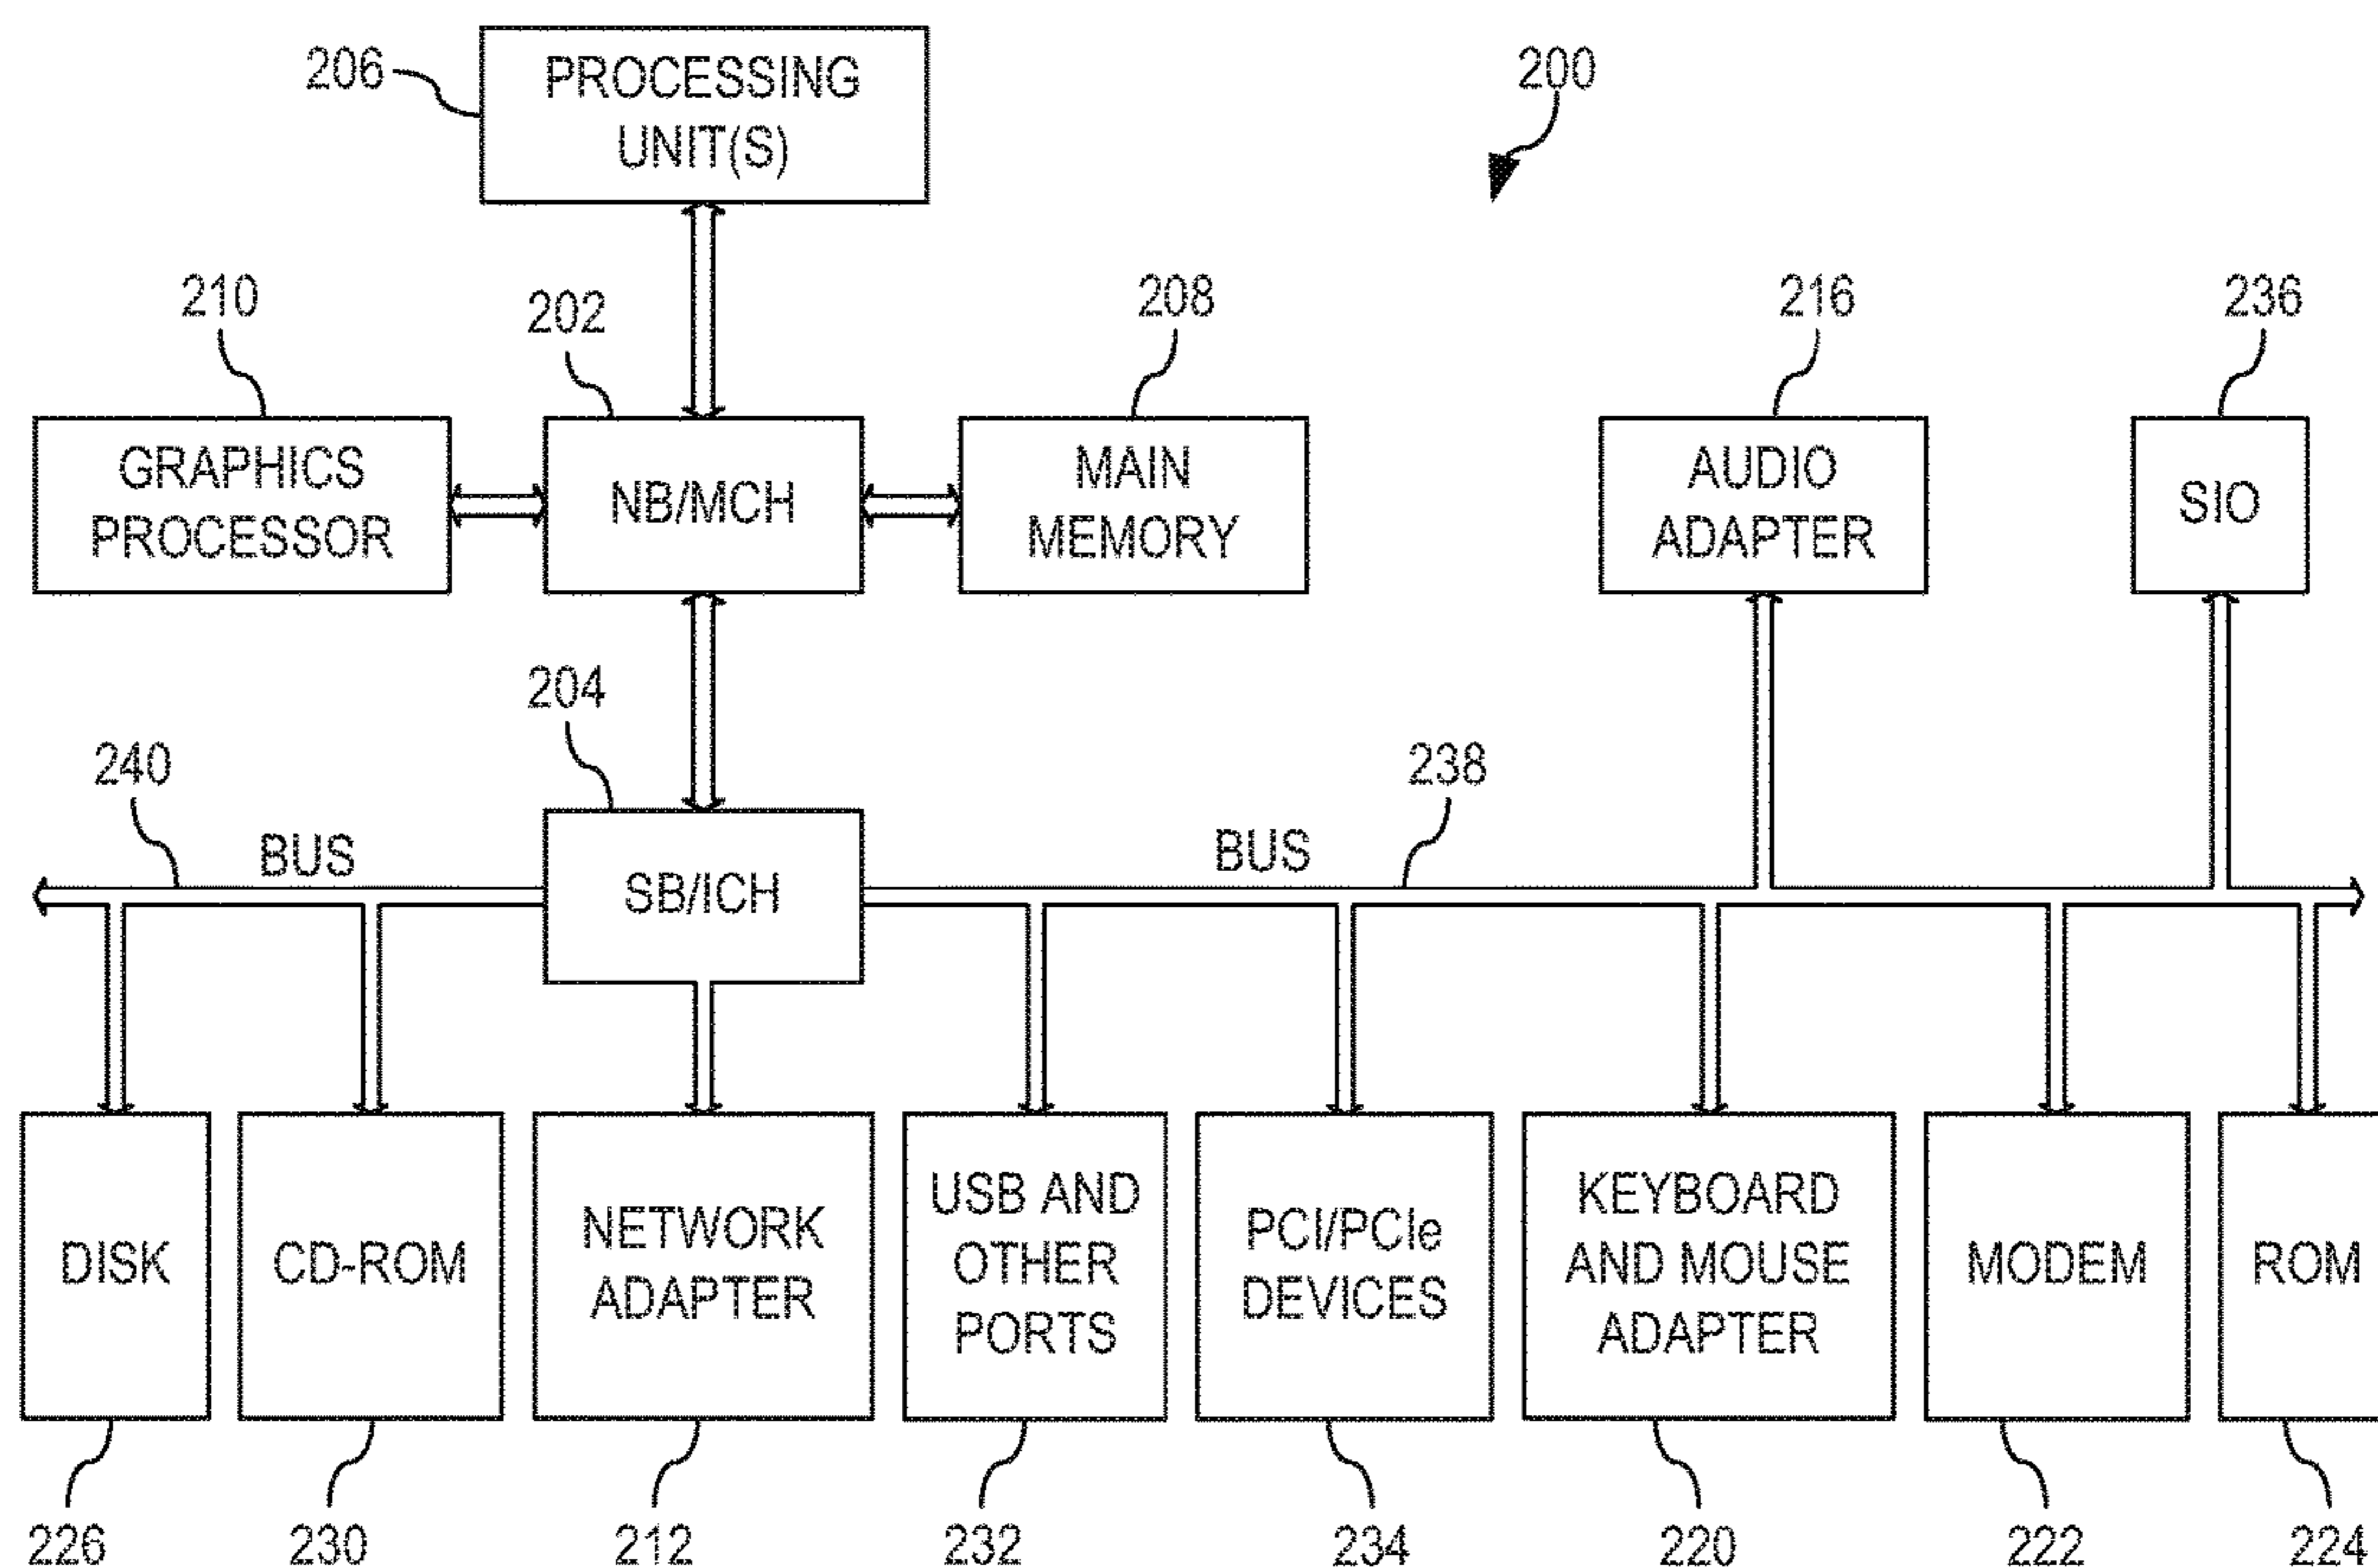 206
PROCESSING
UNIT(S)
200
210
202
208
216
236
GRAPHICS
PROCESSOR
NB/MCH
MAIN
MEMORY
AUDIO
ADAPTER
SIO
204
240
238
BUS
BUS
SB/ICH
DISK
CD-ROM
NETWORK
ADAPTER
USB AND
OTHER
PORTS
PCI/PCIe
DEVICES
KEYBOARD
AND MOUSE
ADAPTER
MODEM
ROM
226
230
212
232
234
220
222
224